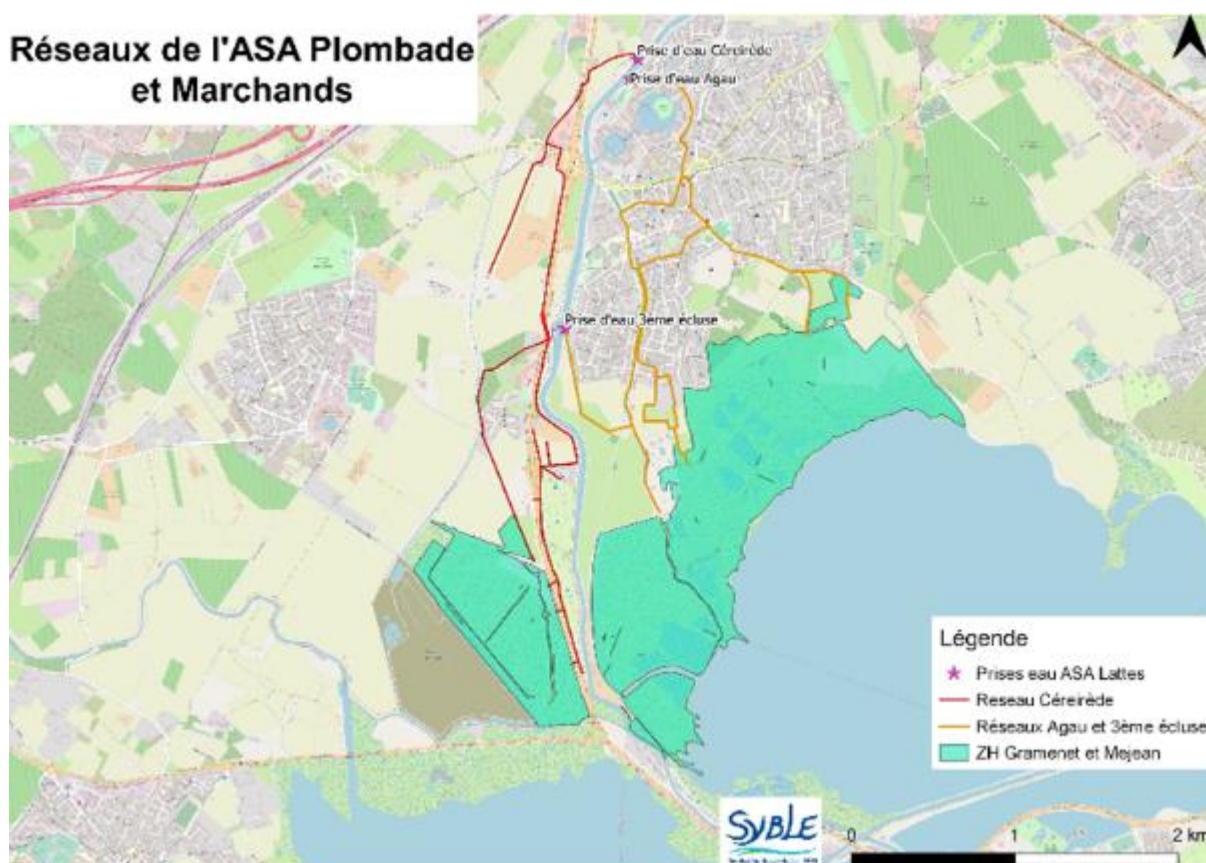 Réseaux de l'ASA Plombade
et Marchands
Prise d'eau Céreirède
Prise d'eau Agau
Prise d'eau 3ème écluse
Légende
Prises eau ASA Lattes
Reseau Céreirède
Réseaux Agau et 3ème écluse
ZH Gramenet et Mejean
SYBLE
0 1 2 km